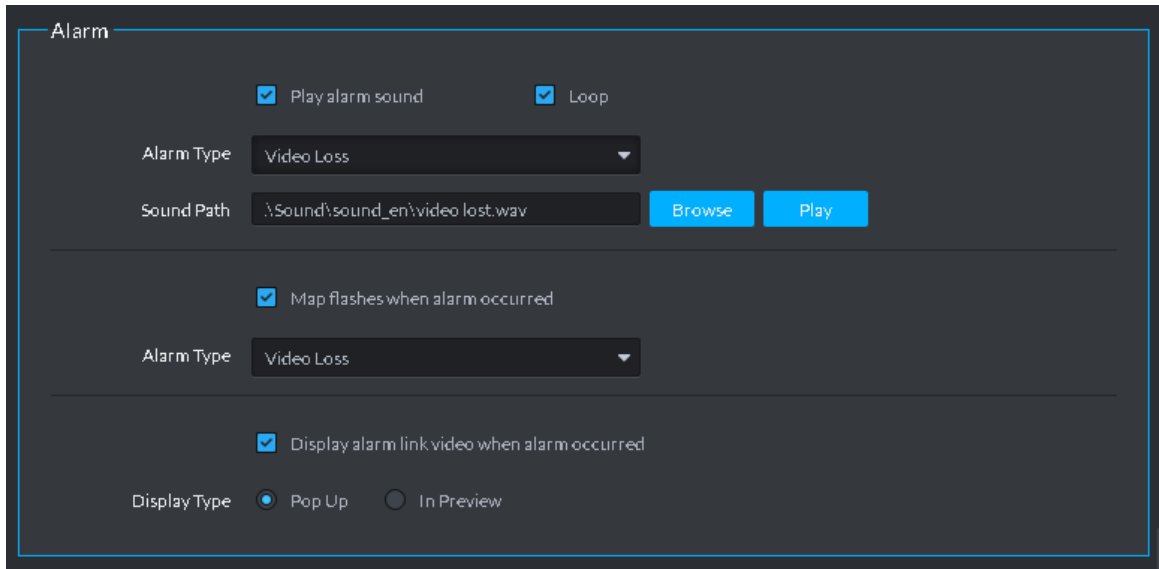 Alarm
Play alarm sound Loop
Alarm Type Video Loss
Sound Path .\Sound\sound_en\video lost.wav Browse Play
Map flashes when alarm occurred
Alarm Type Video Loss
Display alarm link video when alarm occurred
Display Type Pop Up In Preview